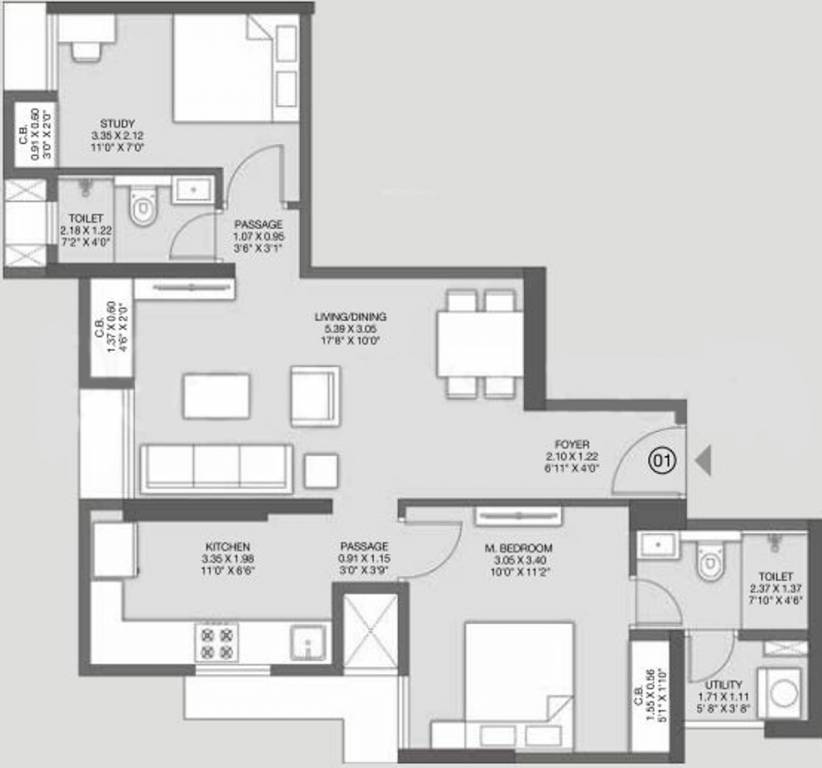 STUDY
3.35 X 2.12
11'0" X 7'0"
C.B.
0.91 X 0.60
3'0" X 2'0"
TOILET
2.18 X 1.22
7'2" X 4'0"
PASSAGE
1.07 X 0.95
3'6" X 3'1"
C.B.
1.37 X 0.60
4'6" X 2'0"
LIVING/DINING
5.39 X 3.05
17'8" X 10'0"
FOYER
2.10 X 1.22
6'11" X 4'0"
01
KITCHEN
3.35 X 1.98
11'0" X 6'6"
PASSAGE
0.91 X 1.15
3'0" X 3'9"
M. BEDROOM
3.05 X 3.40
10'0" X 11'2"
TOILET
2.37 X 1.37
7'10" X 4'6"
C.B.
1.55 X 0.56
5'1" X 1'10"
UTILITY
1.71 X 1.11
5' 8" X 3' 8"